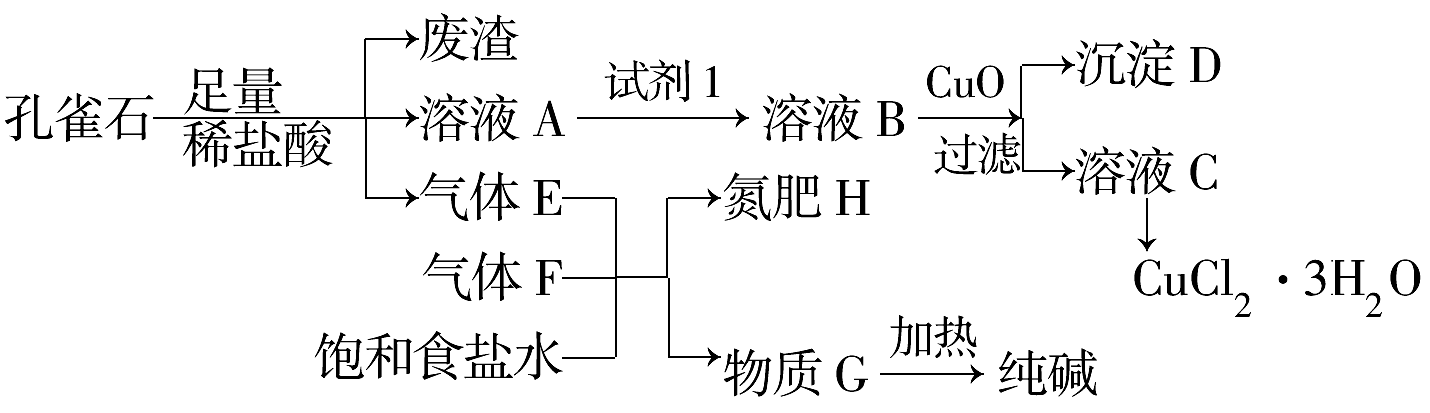 废渣
孔雀石 足量 稀盐酸 溶液 A 试剂 1 溶液 B CuO 过滤 沉淀 D
溶液 C
气体 E 氮肥 H
气体 F CuCl₂ · 3H₂O
饱和食盐水 物质 G 加热 纯碱